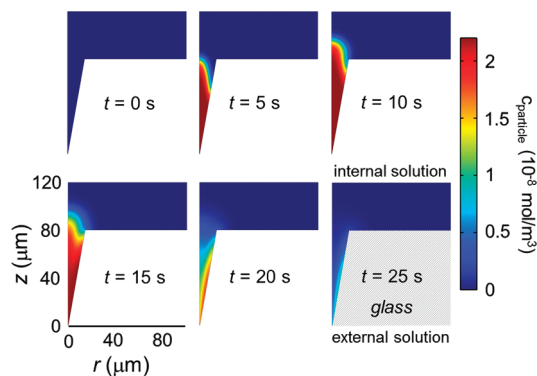 t = 0 s
t = 5 s
t = 10 s
internal solution
2
1.5
1
0.5
0
c_particle (10^-8 mol/m^3)
120
80
40
0
z (μm)
t = 15 s
t = 20 s
t = 25 s
glass
external solution
0 40 80
r (μm)